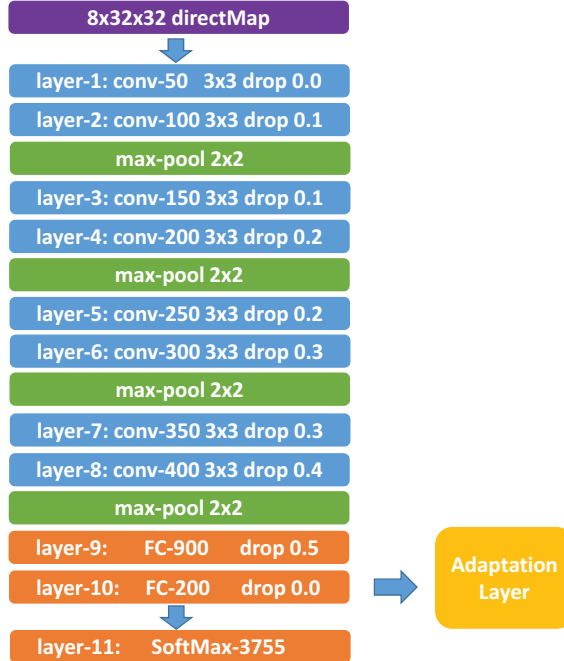 8x32x32 directMap
layer-1: conv-50 3x3 drop 0.0
layer-2: conv-100 3x3 drop 0.1
max-pool 2x2
layer-3: conv-150 3x3 drop 0.1
layer-4: conv-200 3x3 drop 0.2
max-pool 2x2
layer-5: conv-250 3x3 drop 0.2
layer-6: conv-300 3x3 drop 0.3
max-pool 2x2
layer-7: conv-350 3x3 drop 0.3
layer-8: conv-400 3x3 drop 0.4
max-pool 2x2
layer-9: FC-900 drop 0.5
layer-10: FC-200 drop 0.0
Adaptation
Layer
layer-11: SoftMax-3755